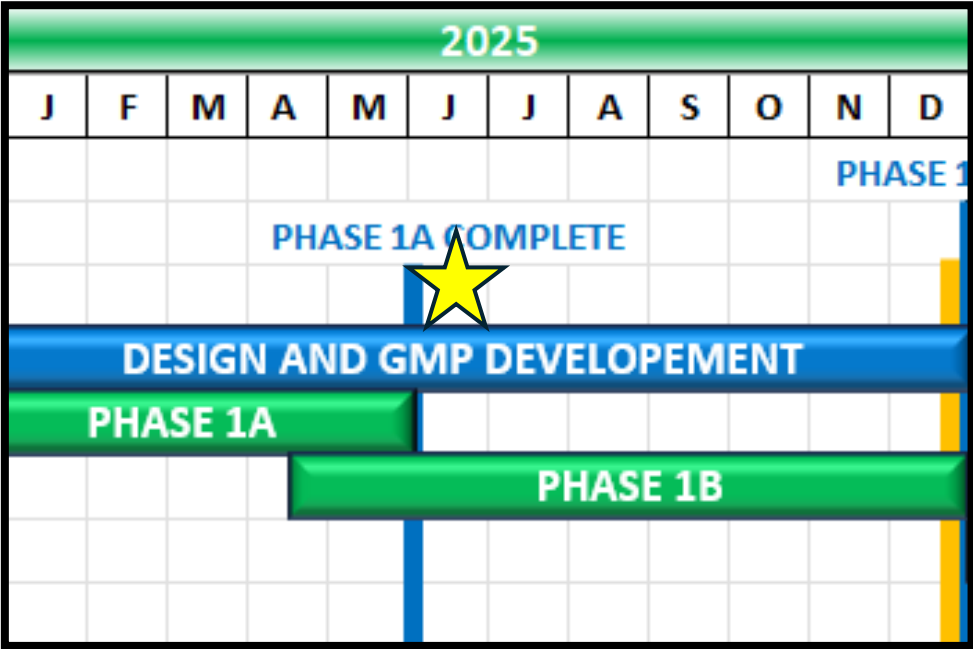 2025
J F M A M J J A S O N D
PHASE 1
PHASE 1A COMPLETE
DESIGN AND GMP DEVELOPEMENT
PHASE 1A
PHASE 1B